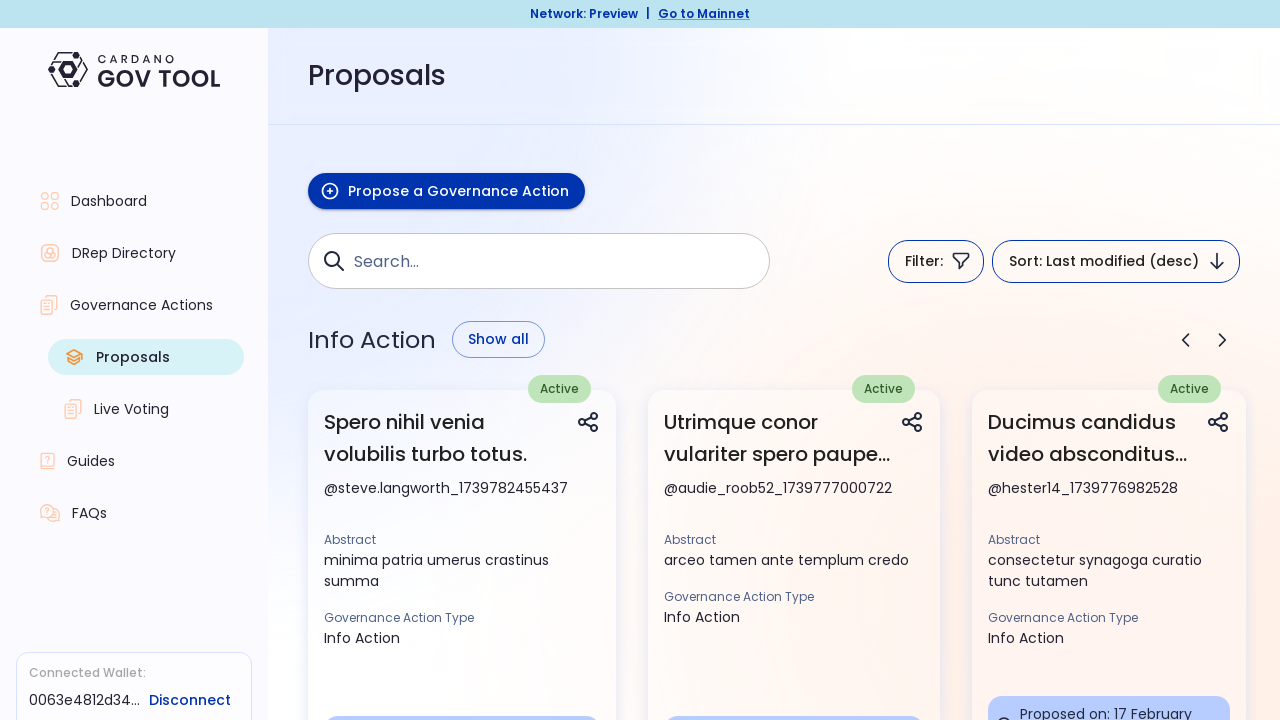 Network: Preview | Go to Mainnet
CARDANO
GOV TOOL
Proposals
Dashboard
DRep Directory
Governance Actions
Proposals
Live Voting
Guides
FAQs
Connected Wallet:
0063e4812d34... Disconnect
Propose a Governance Action
Search...
Filter:
Sort: Last modified (desc)
Info Action
Show all
Active
Spero nihil venia
volubilis turbo totus.
@steve.langworth_1739782455437
Abstract
minima patria umerus crastinus
summa
Governance Action Type
Info Action
Active
Utrimque conor
vulariter spero paupe...
@audie_roob52_1739777000722
Abstract
arceo tamen ante templum credo
Governance Action Type
Info Action
Active
Ducimus candidus
video absconditus...
@hester14_1739776982528
Abstract
consectetur synagoga curatio
tunc tutamen
Governance Action Type
Info Action
Proposed on: 17 February